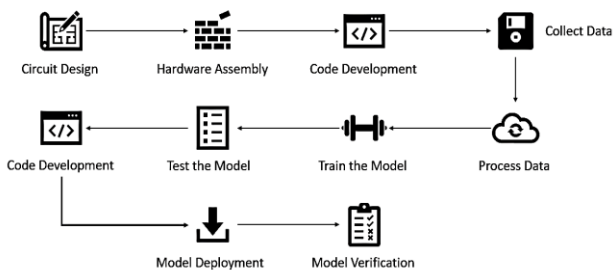 Circuit Design
Hardware Assembly
Code Development
Collect Data
Process Data
Train the Model
Test the Model
Code Development
Model Deployment
Model Verification